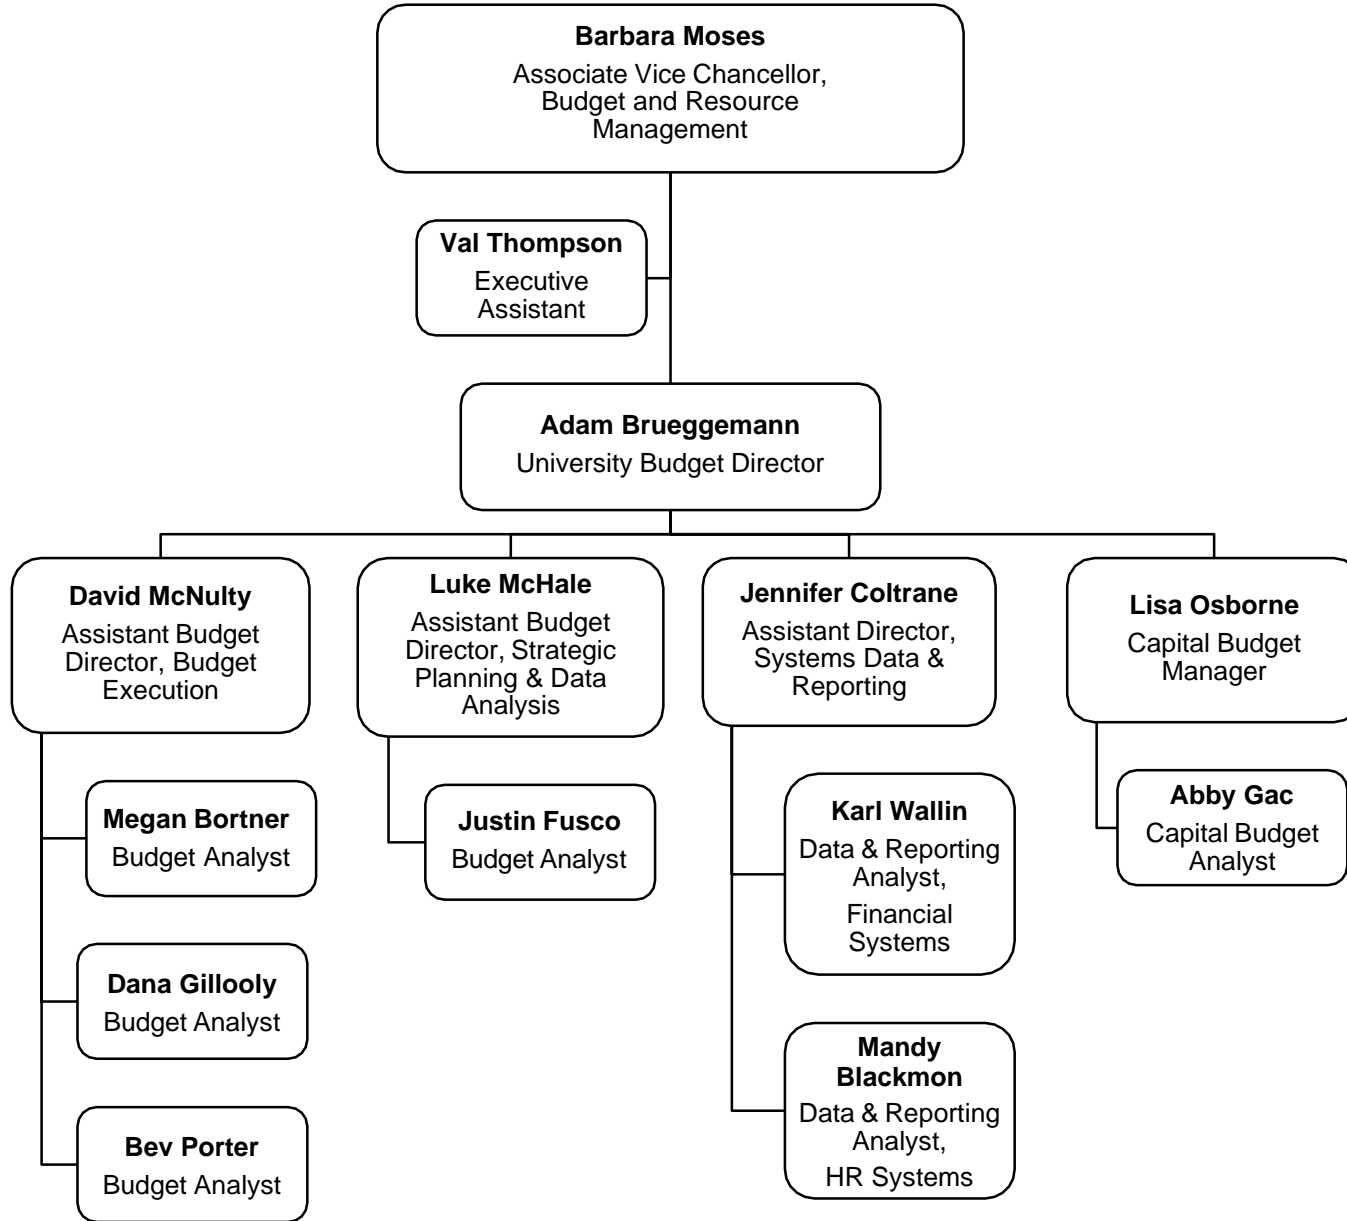 Barbara Moses
Associate Vice Chancellor,
Budget and Resource
Management
Val Thompson
Executive
Assistant
Adam Brueggemann
University Budget Director
David McNulty
Assistant Budget
Director, Budget
Execution
Luke McHale
Assistant Budget
Director, Strategic
Planning & Data
Analysis
Jennifer Coltrane
Assistant Director,
Systems Data &
Reporting
Lisa Osborne
Capital Budget
Manager
Megan Bortner
Budget Analyst
Justin Fusco
Budget Analyst
Karl Wallin
Data & Reporting
Analyst,
Financial
Systems
Abby Gac
Capital Budget
Analyst
Dana Gillooly
Budget Analyst
Mandy
Blackmon
Data & Reporting
Analyst,
HR Systems
Bev Porter
Budget Analyst